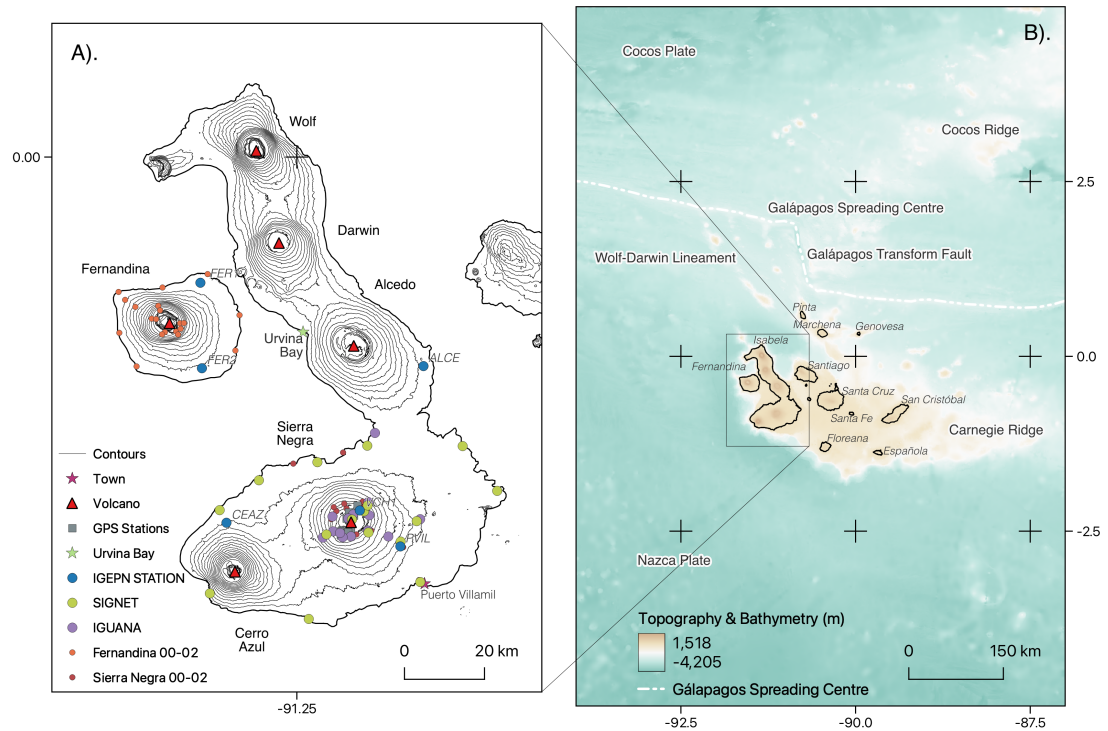 A).
Wolf
0.00
Darwin
Fernandina
FER1
Alcedo
Urvina
Bay
FER2
ALCE
Sierra
Negra
CEAZ
PVIL
Puerto Villamil
Cerro
Azul
Contours
Town
Volcano
GPS Stations
Urvina Bay
IGEPN STATION
SIGNET
IGUANA
Fernandina 00-02
Sierra Negra 00-02
0 20 km
-91.25
B).
Cocos Plate
Cocos Ridge
2.5
Galápagos Spreading Centre
Galápagos Transform Fault
Wolf-Darwin Lineament
Pinta
Marchena
Genovesa
Isabela
0.0
Fernandina
Santiago
Santa Cruz
San Cristóbal
Santa Fe
Carnegie Ridge
Floreana
Española
-2.5
Nazca Plate
Topography & Bathymetry (m)
1,518
-4,205
0 150 km
Gálapagos Spreading Centre
-92.5 -90.0 -87.5